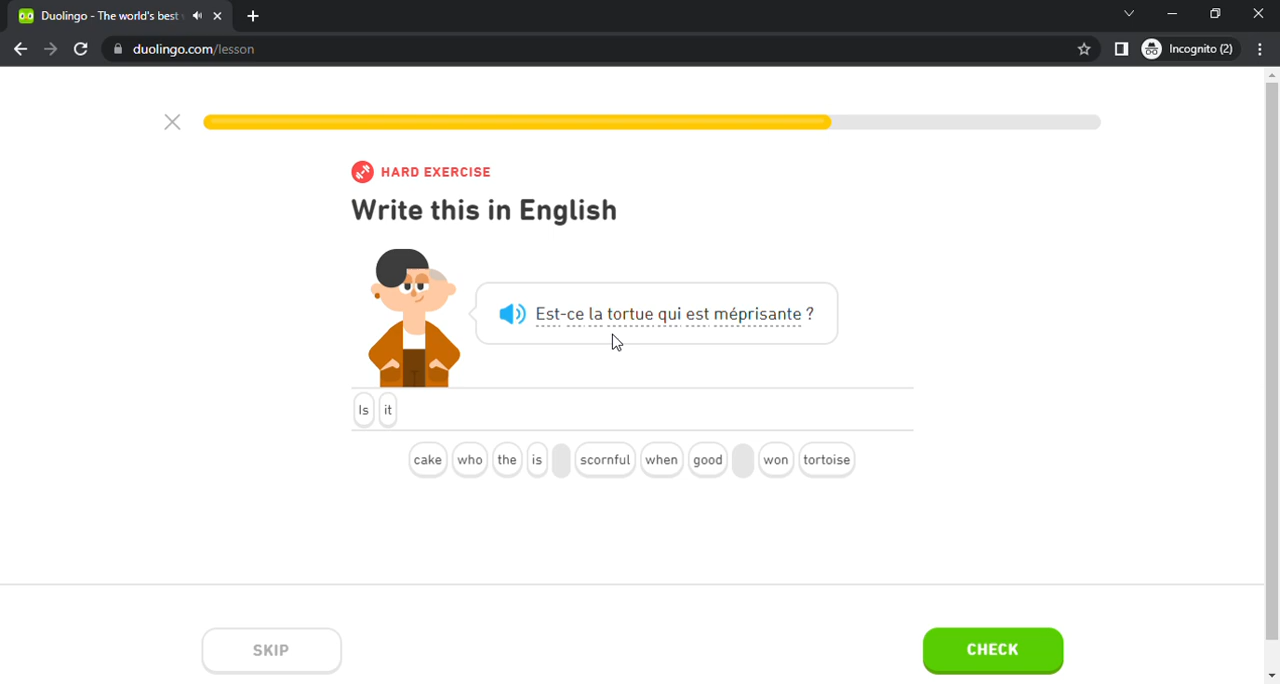 Duolingo - The world's best
duolingo.com/lesson
Incognito (2)
HARD EXERCISE
Write this in English
Est-ce la tortue qui est méprisante ?
Is it
cake who the is scornful when good won tortoise
SKIP
CHECK